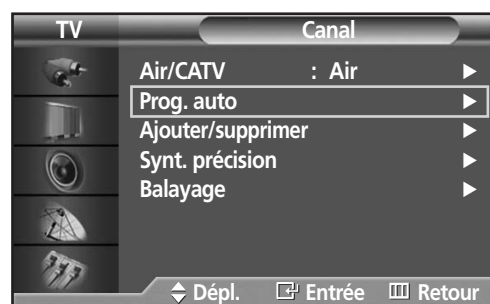 TV Canal
Air/CATV : Air
Prog. auto
Ajouter/supprimer
Synt. précision
Balayage
Dépl. Entrée Retour